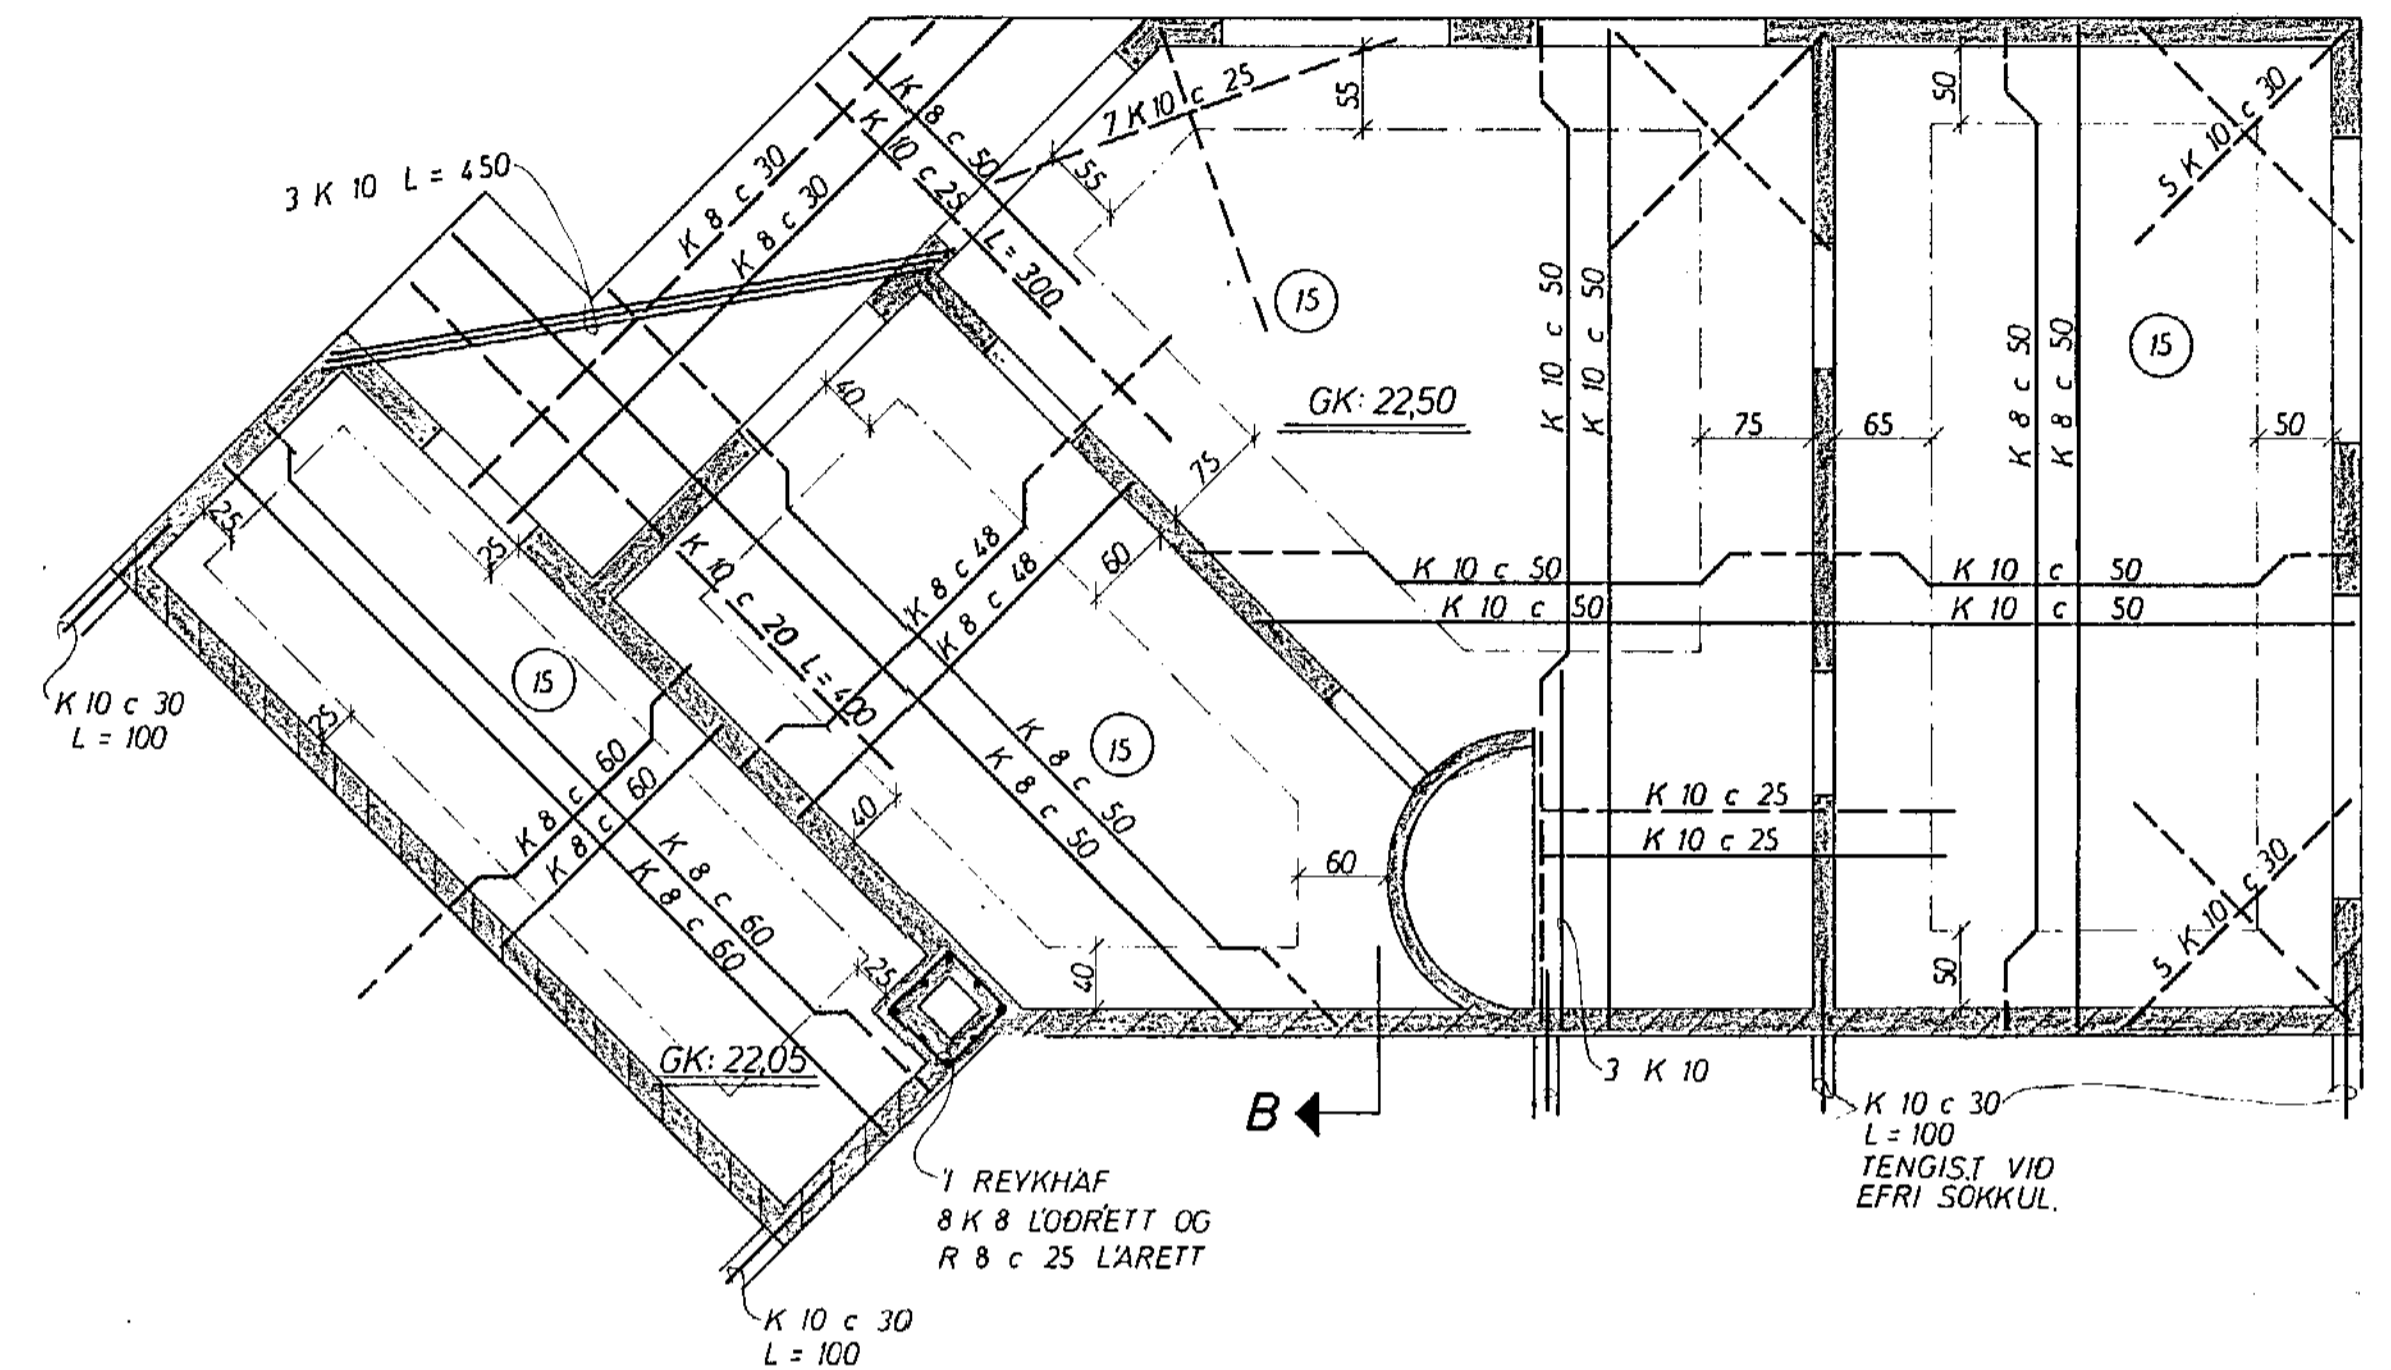 3 K 10 L = 450
K 8 c 30
K 8 c 30
K 8 c 50
K 10 c 25 L = 300
7 K 10 c 25
55
55
15
GK: 22,50
K 10 c 50
K 10 c 50
75
65
50
K 8 c 50
K 8 c 50
15
50
5 K 10 c 30
40
75
60
25
25
25
K 10 c 30
L = 100
15
K 10 c 20 L = 400
K 8 c 48
K 8 c 48
K 10 c 50
K 10 c 50
K 10 c 50
K 10 c 50
15
K 8 c 50
K 8 c 50
K 8 c 60
K 8 c 60
K 8 c 60
K 8 c 60
40
60
40
25
K 10 c 25
K 10 c 25
50
5 K 10 c 30
GK: 22,05
3 K 10
B
K 10 c 30
L = 100
TENGIST VIÐ
EFRI SÖKKUL.
Í REYKHÁF
8 K 8 LÓÐRÉTT OG
R 8 c 25 LÁRÉTT
K 10 c 30
L = 100